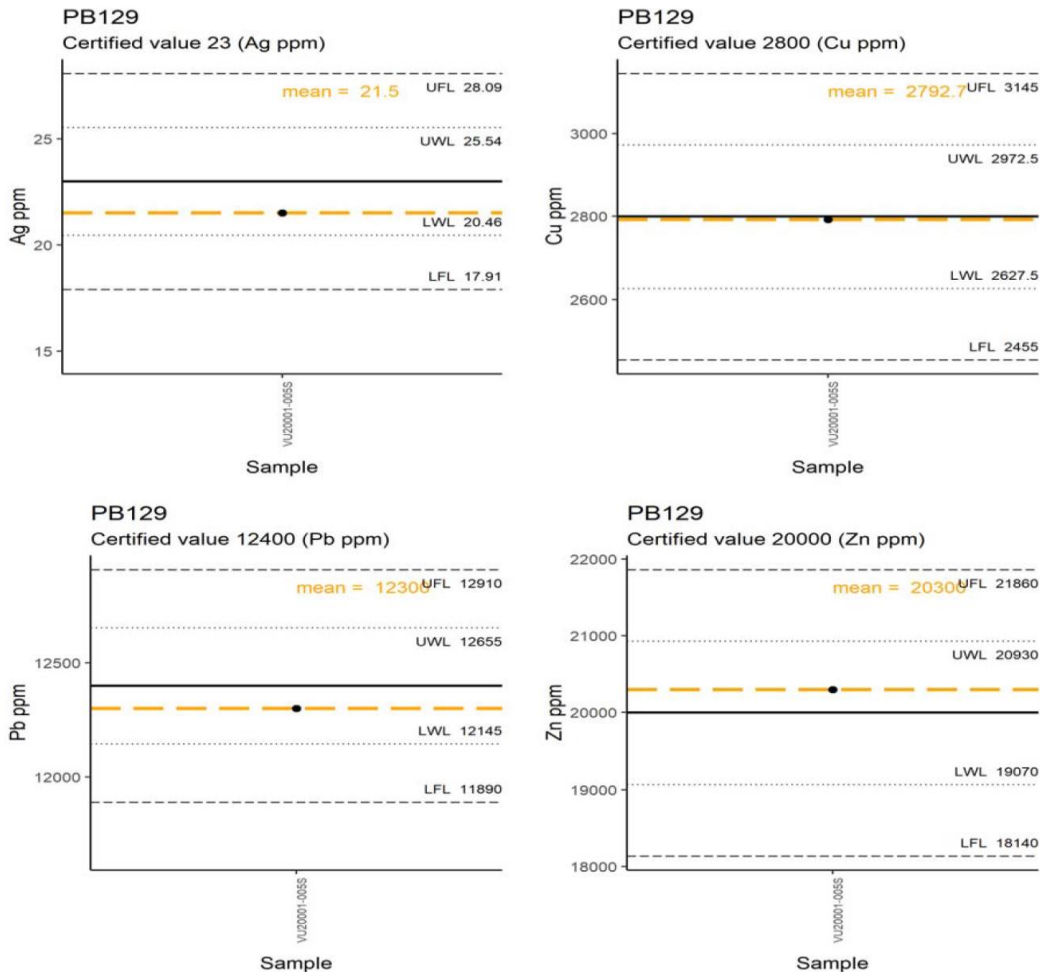 PB129
Certified value 23 (Ag ppm)
mean = 21.5
UFL 28.09
25
UWL 25.54
Ag ppm
LWL 20.46
20
LFL 17.91
15
VU20001-005S
Sample
PB129
Certified value 2800 (Cu ppm)
mean = 2792.7
UFL 3145
3000
UWL 2972.5
Cu ppm
2800
LWL 2627.5
2600
LFL 2455
VU20001-005S
Sample
PB129
Certified value 12400 (Pb ppm)
mean = 12300
UFL 12910
UWL 12655
12500
Pb ppm
LWL 12145
12000
LFL 11890
VU20001-005S
Sample
PB129
Certified value 20000 (Zn ppm)
22000
mean = 20300
UFL 21860
21000
UWL 20930
Zn ppm
20000
LWL 19070
19000
LFL 18140
18000
VU20001-005S
Sample